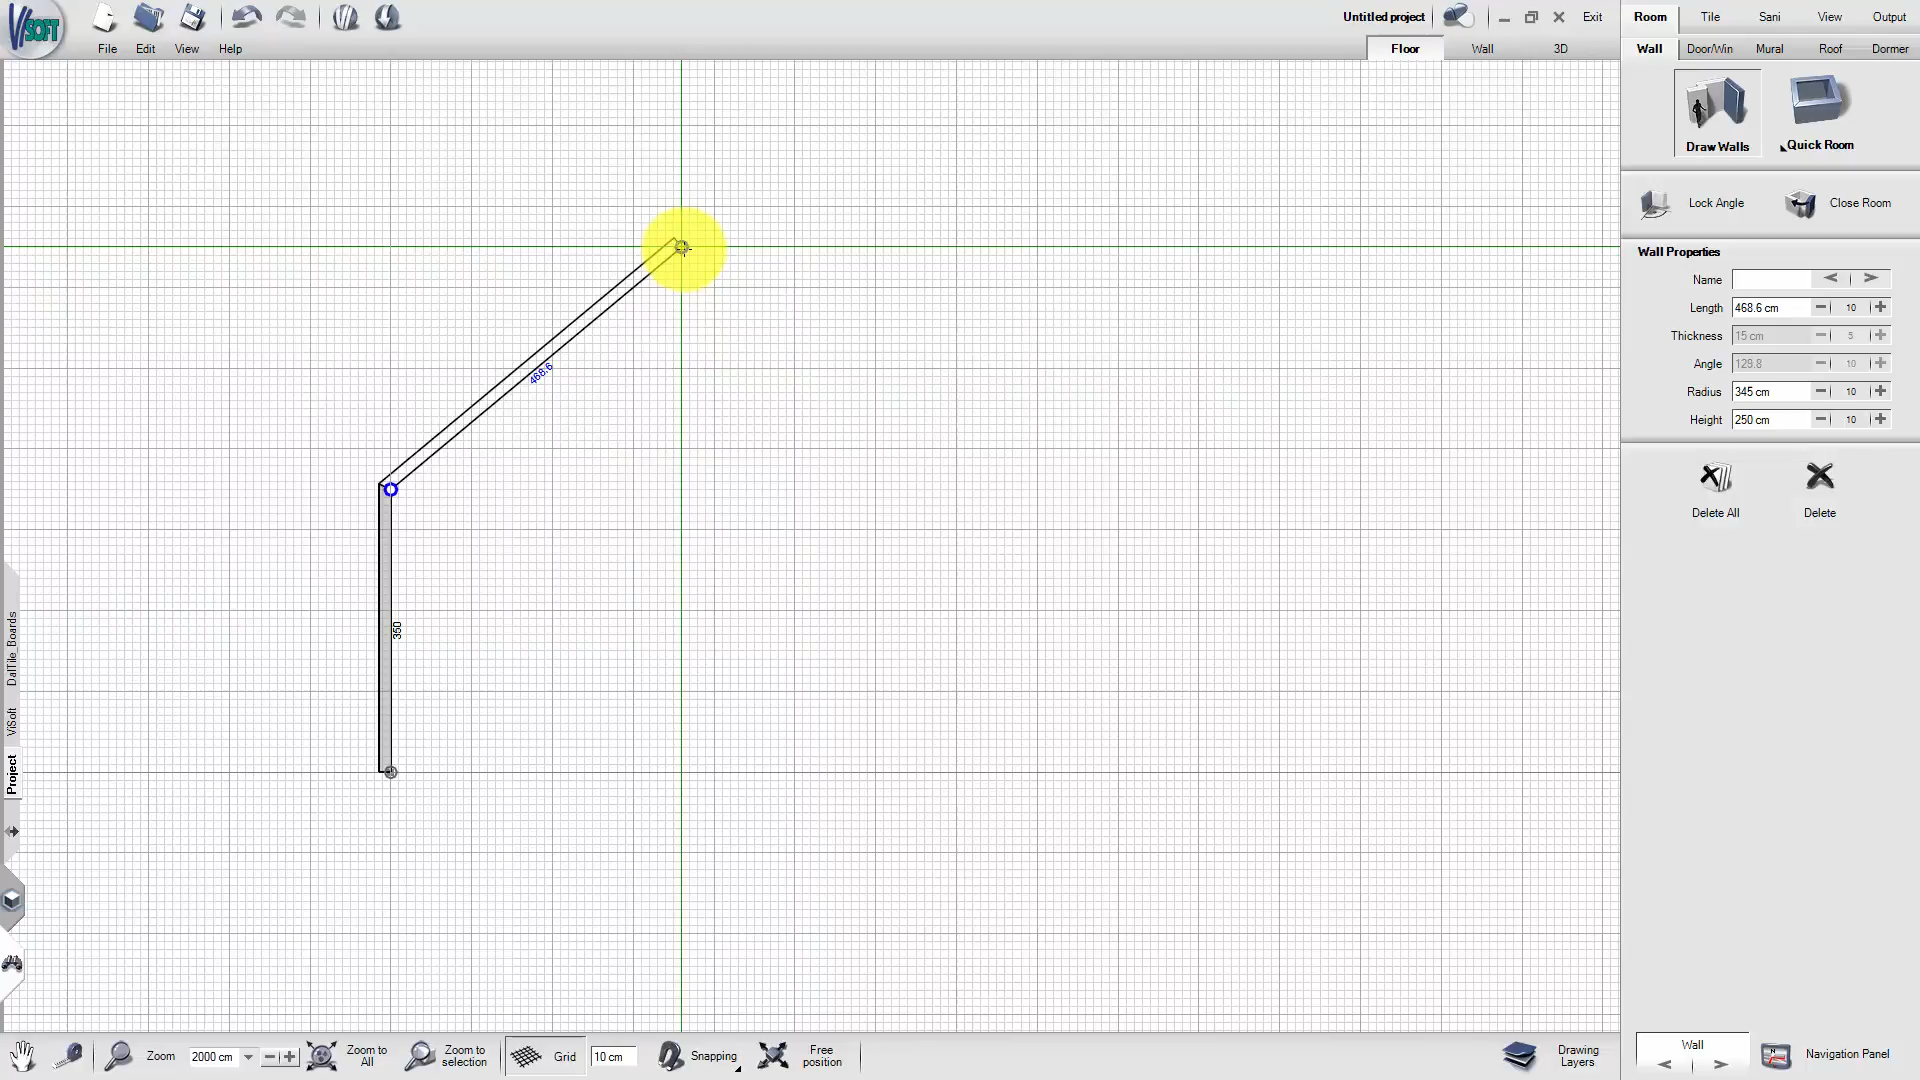 ViSOFT
File
Edit
View
Help
Untitled project
Exit
Floor
Wall
3D
Room
Tile
Sani
View
Output
Wall
Door/Win
Mural
Roof
Dormer
Draw Walls
Quick Room
Lock Angle
Close Room
Wall Properties
Name
Length 468.6 cm 10
Thickness 15 cm 5
Angle 129.8 10
Radius 345 cm 10
Height 250 cm 10
Delete All
Delete
468.6
350
DalTile_Boards
ViSoft
Project
Zoom
2000 cm
Zoom to
All
Zoom to
selection
Grid
10 cm
Snapping
Free
position
Drawing
Layers
Wall
Navigation Panel